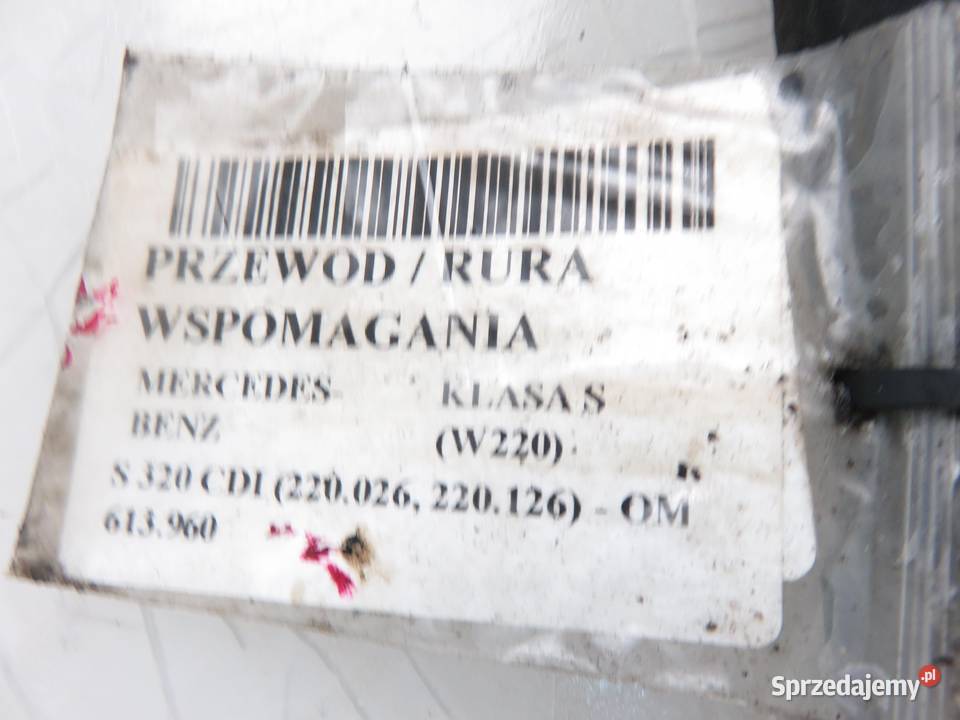 PRZEWOD / RURA
WSPOMAGANIA
MERCEDES-
BENZ
KLASA S
(W220)
S 320 CDI (220.026, 220.126) - OM
613.960
Sprzedajemy.pl